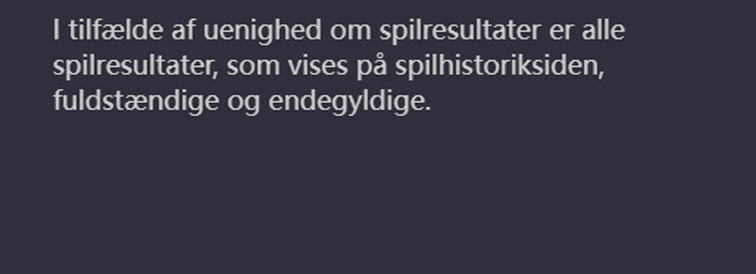 I tilfælde af uenighed om spilresultater er alle
spilresultater, som vises på spilhistoriksiden,
fuldstændige og endegyldige.